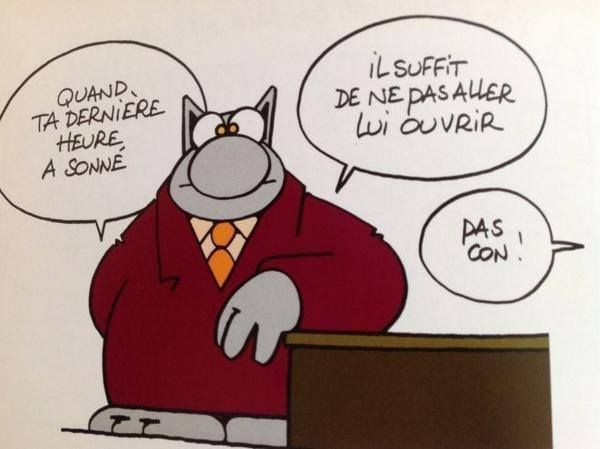 QUAND
TA DERNIÈRE
HEURE
A SONNÉ
iL SUFFiT
DE NE PAS ALLER
LUi OUVRiR
PAS
CON !